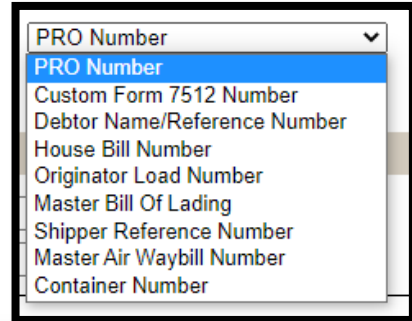 PRO Number
PRO Number
Custom Form 7512 Number
Debtor Name/Reference Number
House Bill Number
Originator Load Number
Master Bill Of Lading
Shipper Reference Number
Master Air Waybill Number
Container Number